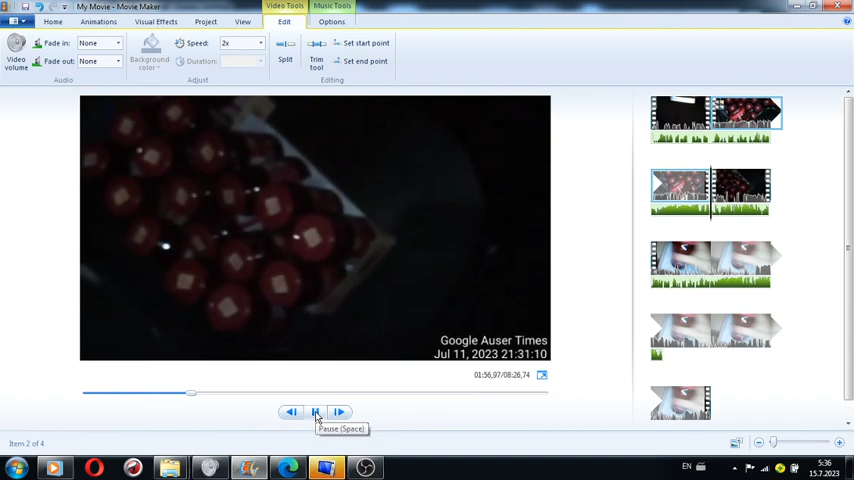 My Movie - Movie Maker
Video Tools
Music Tools
Home
Animations
Visual Effects
Project
View
Edit
Options
Video volume
Fade in: None
Fade out: None
Audio
Background color
Speed: 2x
Duration:
Adjust
Split
Trim tool
Set start point
Set end point
Editing
Google Auser Times
Jul 11, 2023 21:31:10
01:56,97/08:26,74
Pause (Space)
Item 2 of 4
EN
5:36
15.7.2023